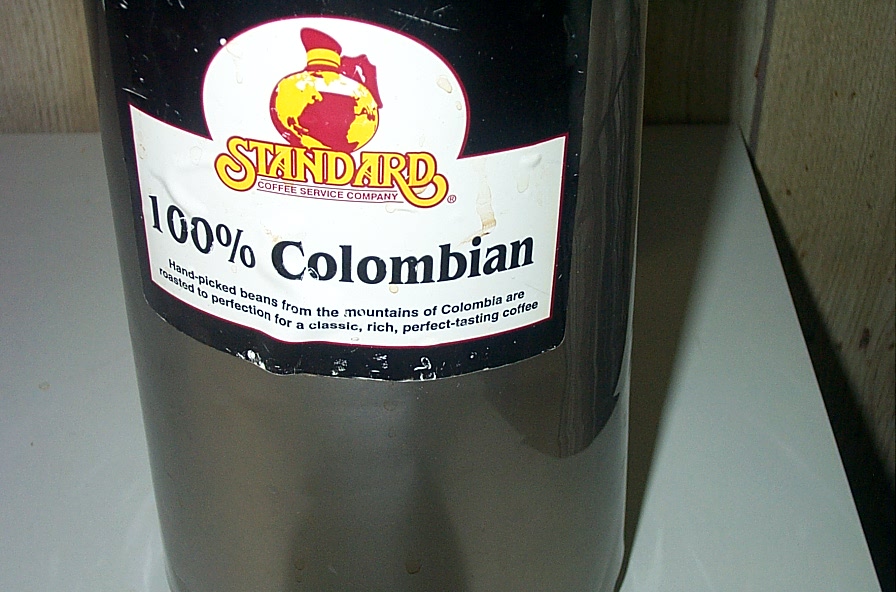 STANDARD
COFFEE SERVICE COMPANY ®
100% Colombian
Hand-picked beans from the mountains of Colombia are
roasted to perfection for a classic, rich, perfect-tasting coffee